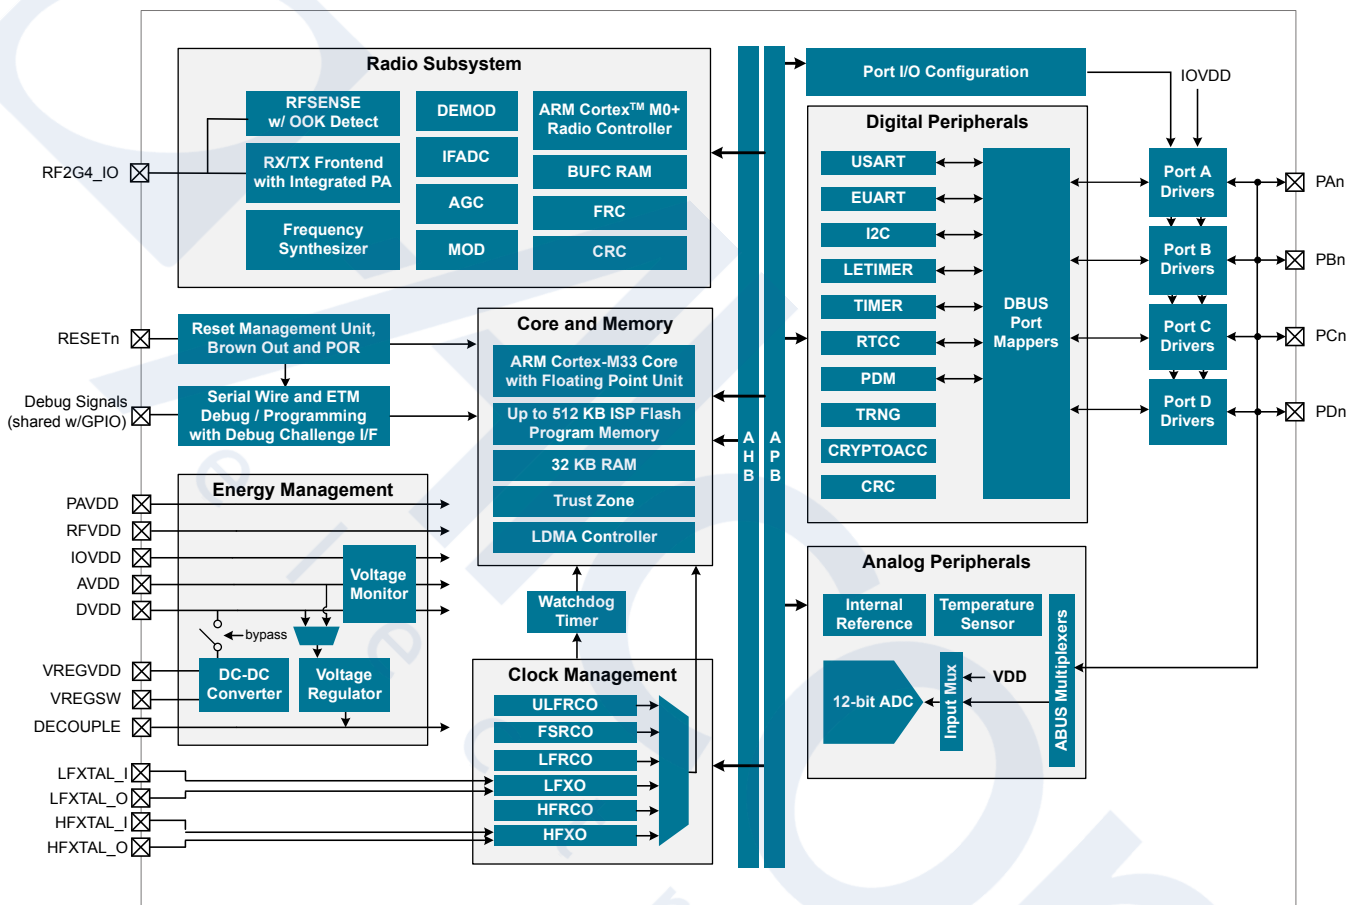 Radio Subsystem
RFSENSE
w/ OOK Detect
RX/TX Frontend
with Integrated PA
Frequency
Synthesizer
DEMOD
IFADC
AGC
MOD
ARM Cortex™ M0+
Radio Controller
BUFC RAM
FRC
CRC
RF2G4_IO
RESETn
Reset Management Unit,
Brown Out and POR
Debug Signals
(shared w/GPIO)
Serial Wire and ETM
Debug / Programming
with Debug Challenge I/F
Core and Memory
ARM Cortex-M33 Core
with Floating Point Unit
Up to 512 KB ISP Flash
Program Memory
32 KB RAM
Trust Zone
LDMA Controller
Energy Management
PAVDD
RFVDD
IOVDD
AVDD
DVDD
Voltage
Monitor
bypass
VREGVDD
VREGSW
DECOUPLE
DC-DC
Converter
Voltage
Regulator
Watchdog
Timer
Clock Management
ULFRCO
FSRCO
LFRCO
LFXO
HFRCO
HFXO
LFXTAL_I
LFXTAL_O
HFXTAL_I
HFXTAL_O
AHB
APB
Port I/O Configuration
IOVDD
Digital Peripherals
USART
EUART
I2C
LETIMER
TIMER
RTCC
PDM
TRNG
CRYPTOACC
CRC
DBUS
Port
Mappers
Port A
Drivers
Port B
Drivers
Port C
Drivers
Port D
Drivers
PAn
PBn
PCn
PDn
Analog Peripherals
Internal
Reference
Temperature
Sensor
12-bit ADC
Input Mux
VDD
ABUS Multiplexers